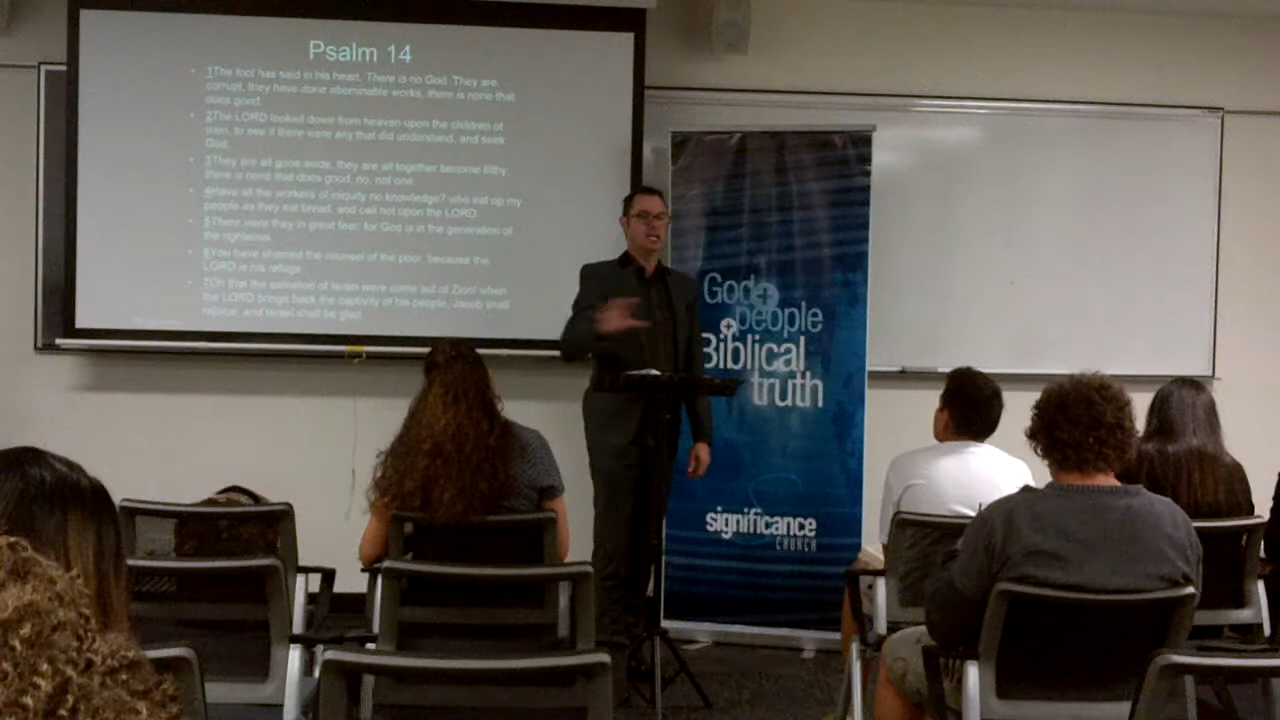 Psalm 14
1The fool has said in his heart, There is no God. They are
corrupt, they have done abominable works, there is none that
does good.
2The LORD looked down from heaven upon the children of
men, to see if there were any that did understand, and seek
God.
3They are all gone aside, they are all together become filthy:
there is none that does good, no, not one.
4Have all the workers of iniquity no knowledge? who eat up my
people as they eat bread, and call not upon the LORD.
5There were they in great fear: for God is in the generation of
the righteous.
6You have shamed the counsel of the poor, because the
LORD is his refuge.
7Oh that the salvation of Israel were come out of Zion! when
the LORD brings back the captivity of his people, Jacob shall
rejoice, and Israel shall be glad.
God+
people
+Biblical
truth
significance
CHURCH